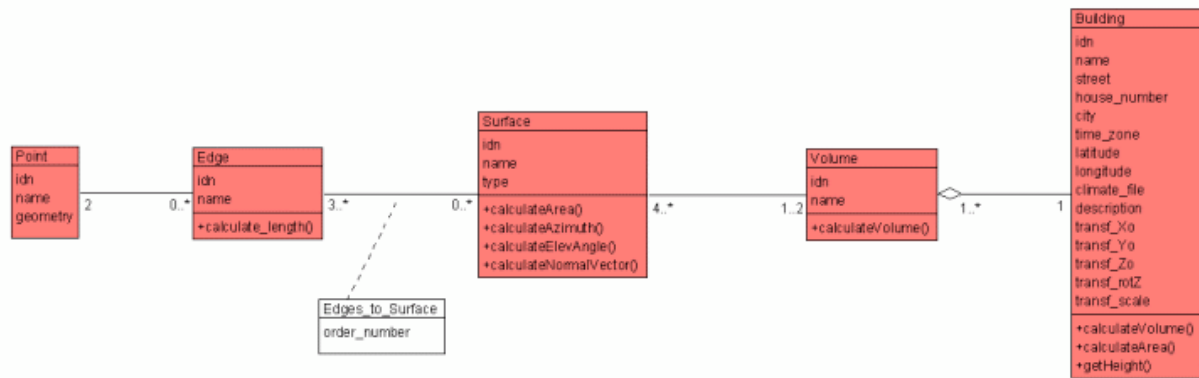 Point
idn
name
geometry
2
0..*
Edge
idn
name
+calculate_length()
3..*
0..*
Edges_to_Surface
order_number
Surface
idn
name
type
+calculateArea()
+calculateAzimuth()
+calculateElevAngle()
+calculateNormalVector()
4..*
1..2
Volume
idn
name
+calculateVolume()
1..*
1
Building
idn
name
street
house_number
city
time_zone
latitude
longitude
climate_file
description
transf_Xo
transf_Yo
transf_Zo
transf_rotZ
transf_scale
+calculateVolume()
+calculateArea()
+getHeight()